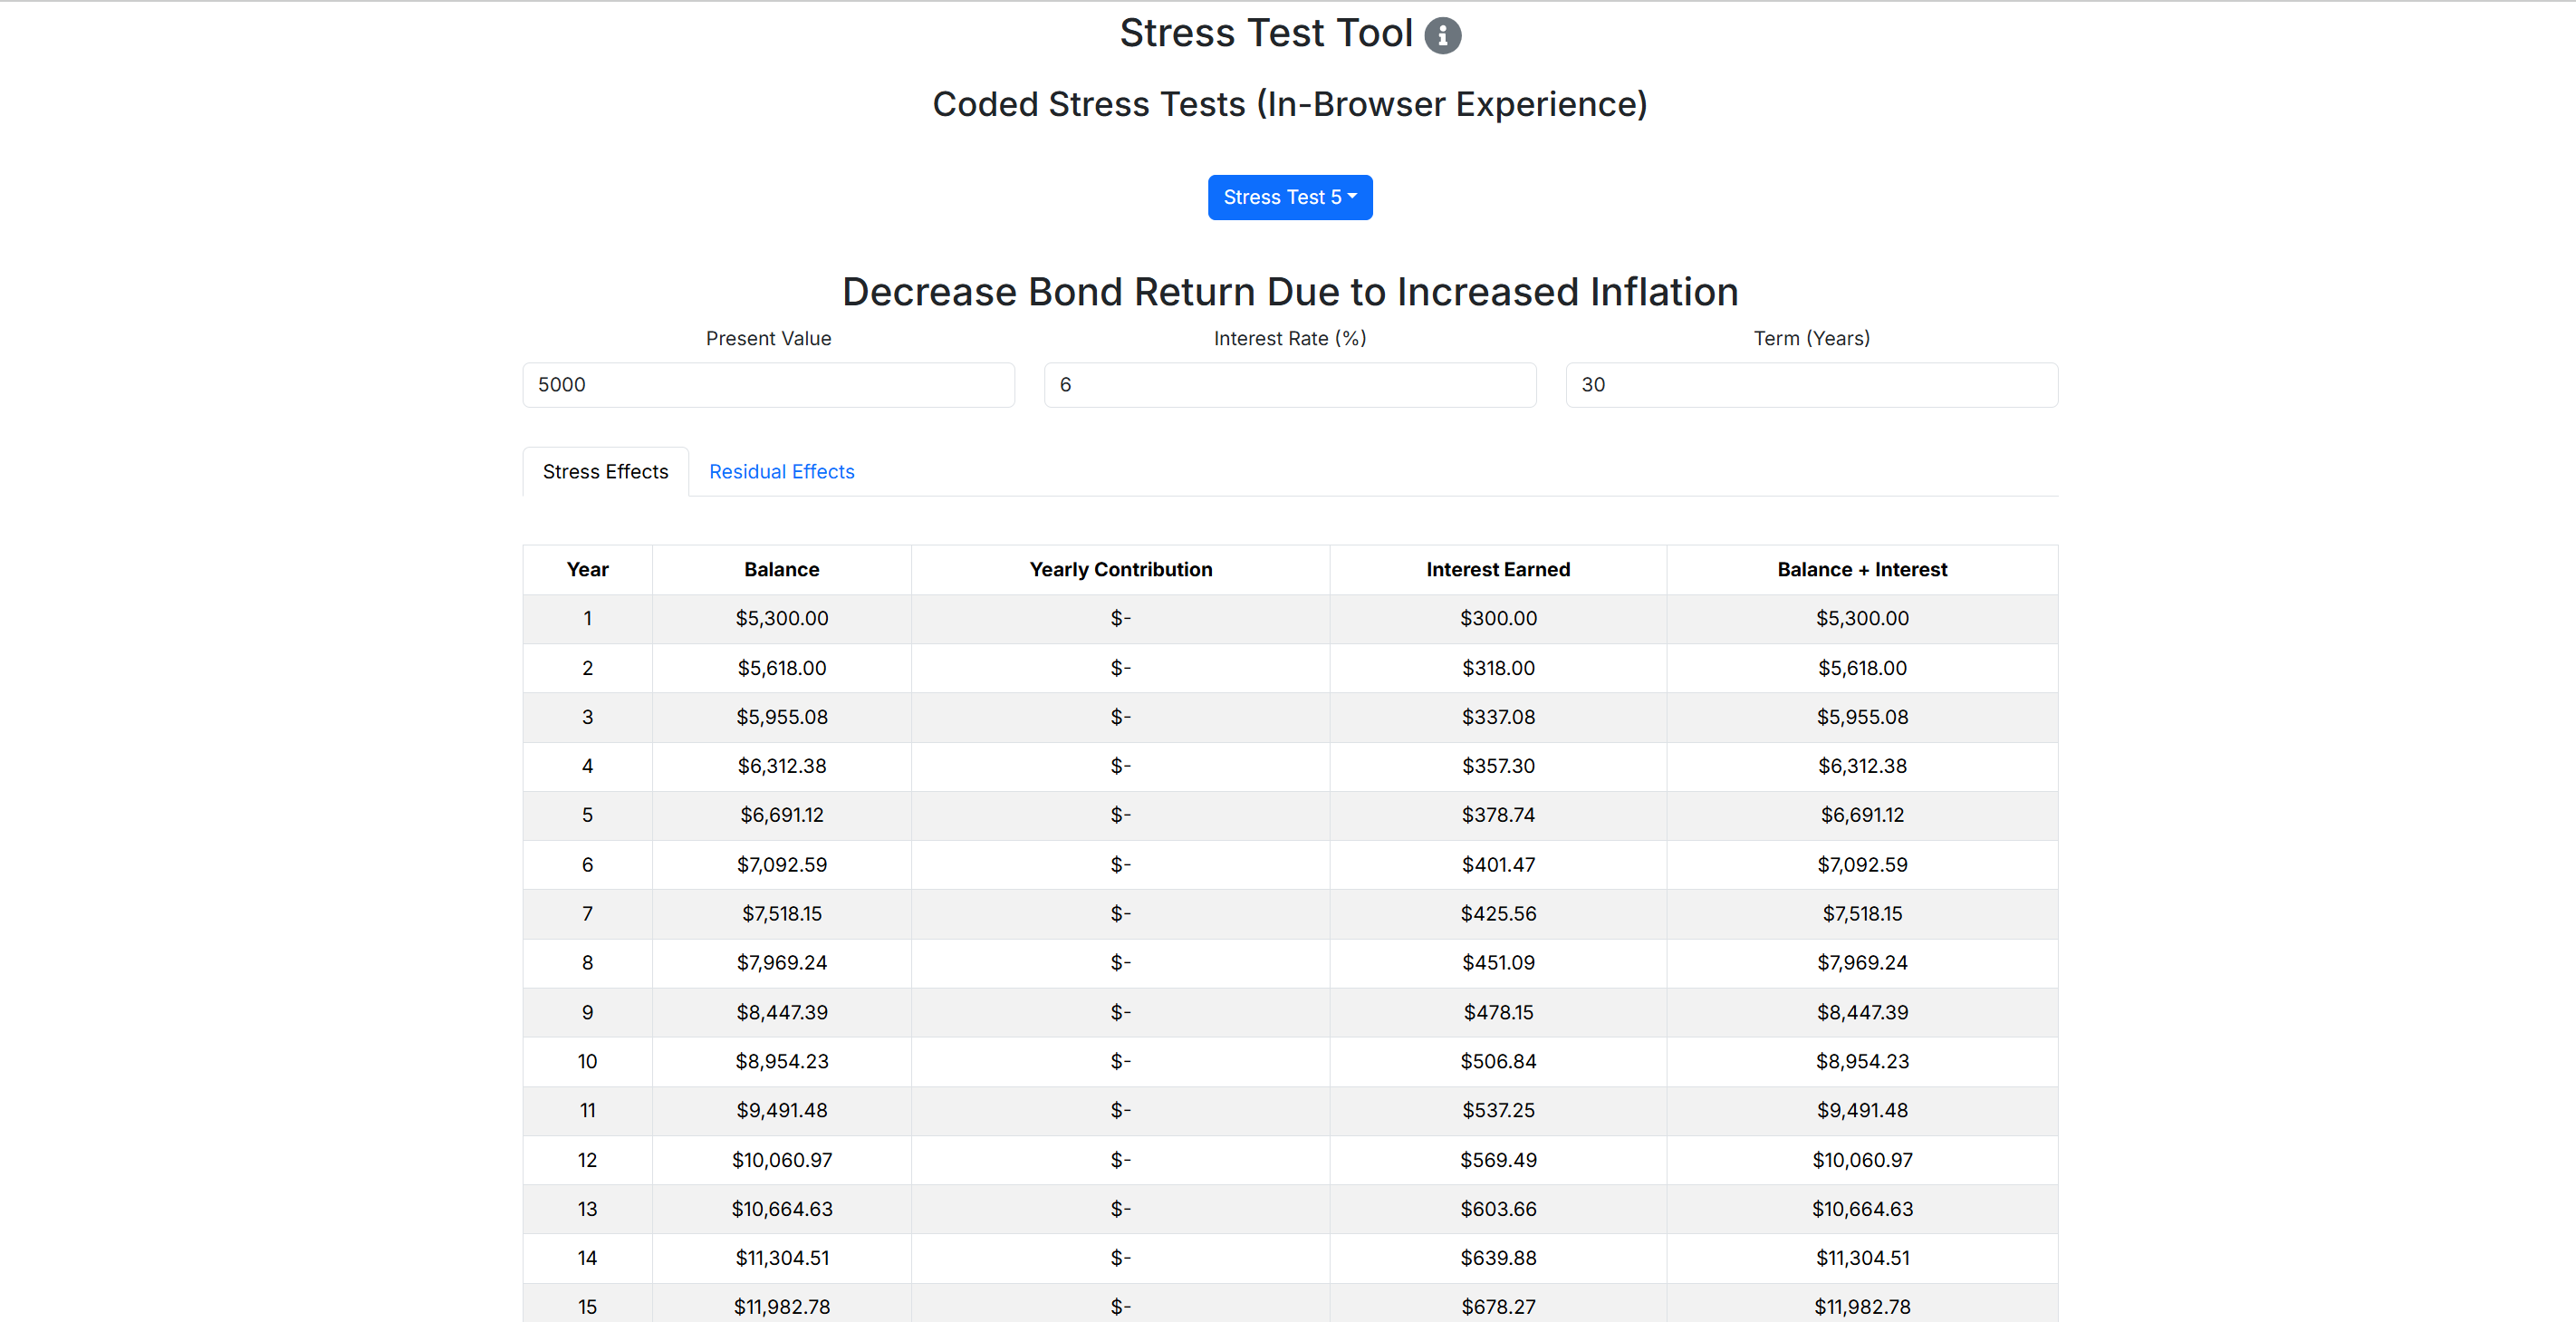 Stress Test Tool
Coded Stress Tests (In-Browser Experience)
Stress Test 5
Decrease Bond Return Due to Increased Inflation
Present Value Interest Rate (%) Term (Years)
5000 6 30
Stress Effects Residual Effects
Year Balance Yearly Contribution Interest Earned Balance + Interest
1 $5,300.00 $- $300.00 $5,300.00
2 $5,618.00 $- $318.00 $5,618.00
3 $5,955.08 $- $337.08 $5,955.08
4 $6,312.38 $- $357.30 $6,312.38
5 $6,691.12 $- $378.74 $6,691.12
6 $7,092.59 $- $401.47 $7,092.59
7 $7,518.15 $- $425.56 $7,518.15
8 $7,969.24 $- $451.09 $7,969.24
9 $8,447.39 $- $478.15 $8,447.39
10 $8,954.23 $- $506.84 $8,954.23
11 $9,491.48 $- $537.25 $9,491.48
12 $10,060.97 $- $569.49 $10,060.97
13 $10,664.63 $- $603.66 $10,664.63
14 $11,304.51 $- $639.88 $11,304.51
15 $11,982.78 $- $678.27 $11,982.78